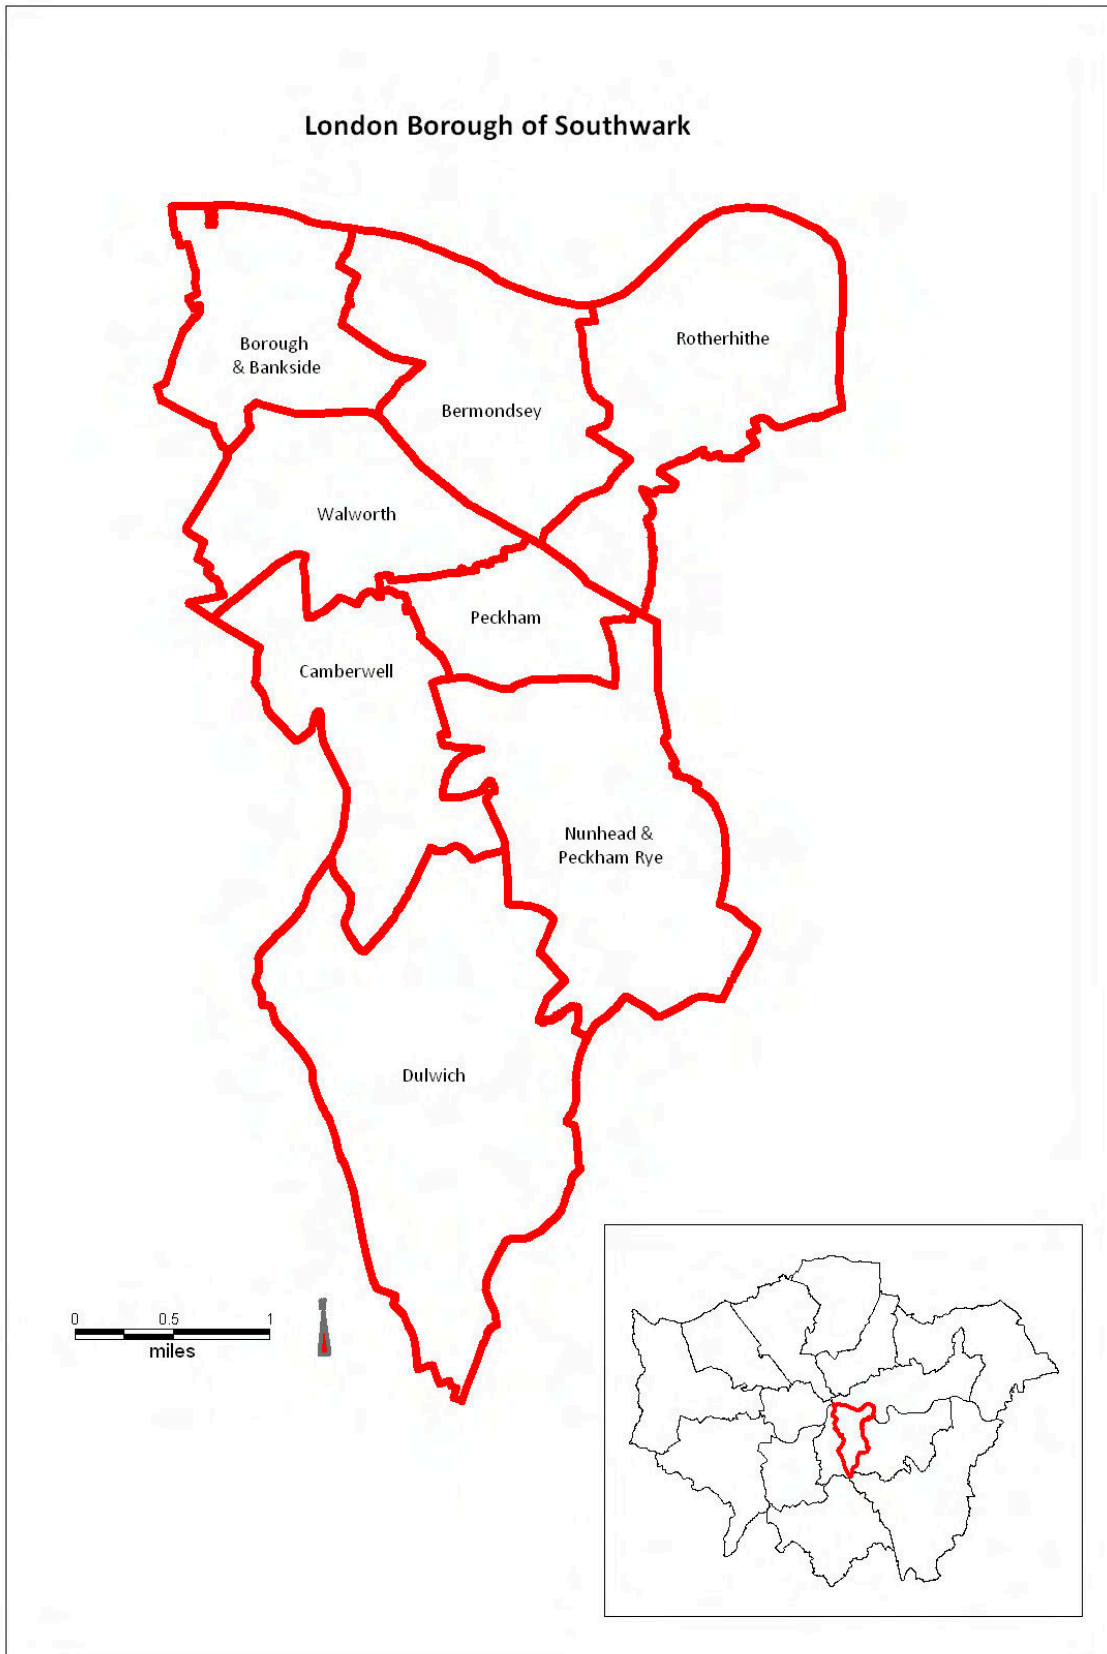 London Borough of Southwark
Rotherhithe
Borough
& Bankside
Bermondsey
Walworth
Peckham
Camberwell
Nunhead &
Peckham Rye
Dulwich
0 0.5 1
miles